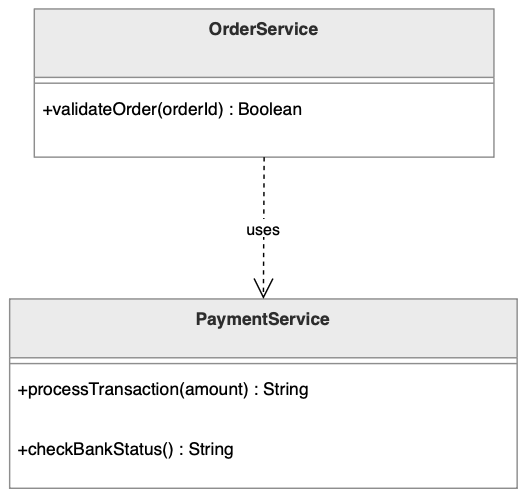 OrderService
+validateOrder(orderId) : Boolean
uses
PaymentService
+processTransaction(amount) : String
+checkBankStatus() : String